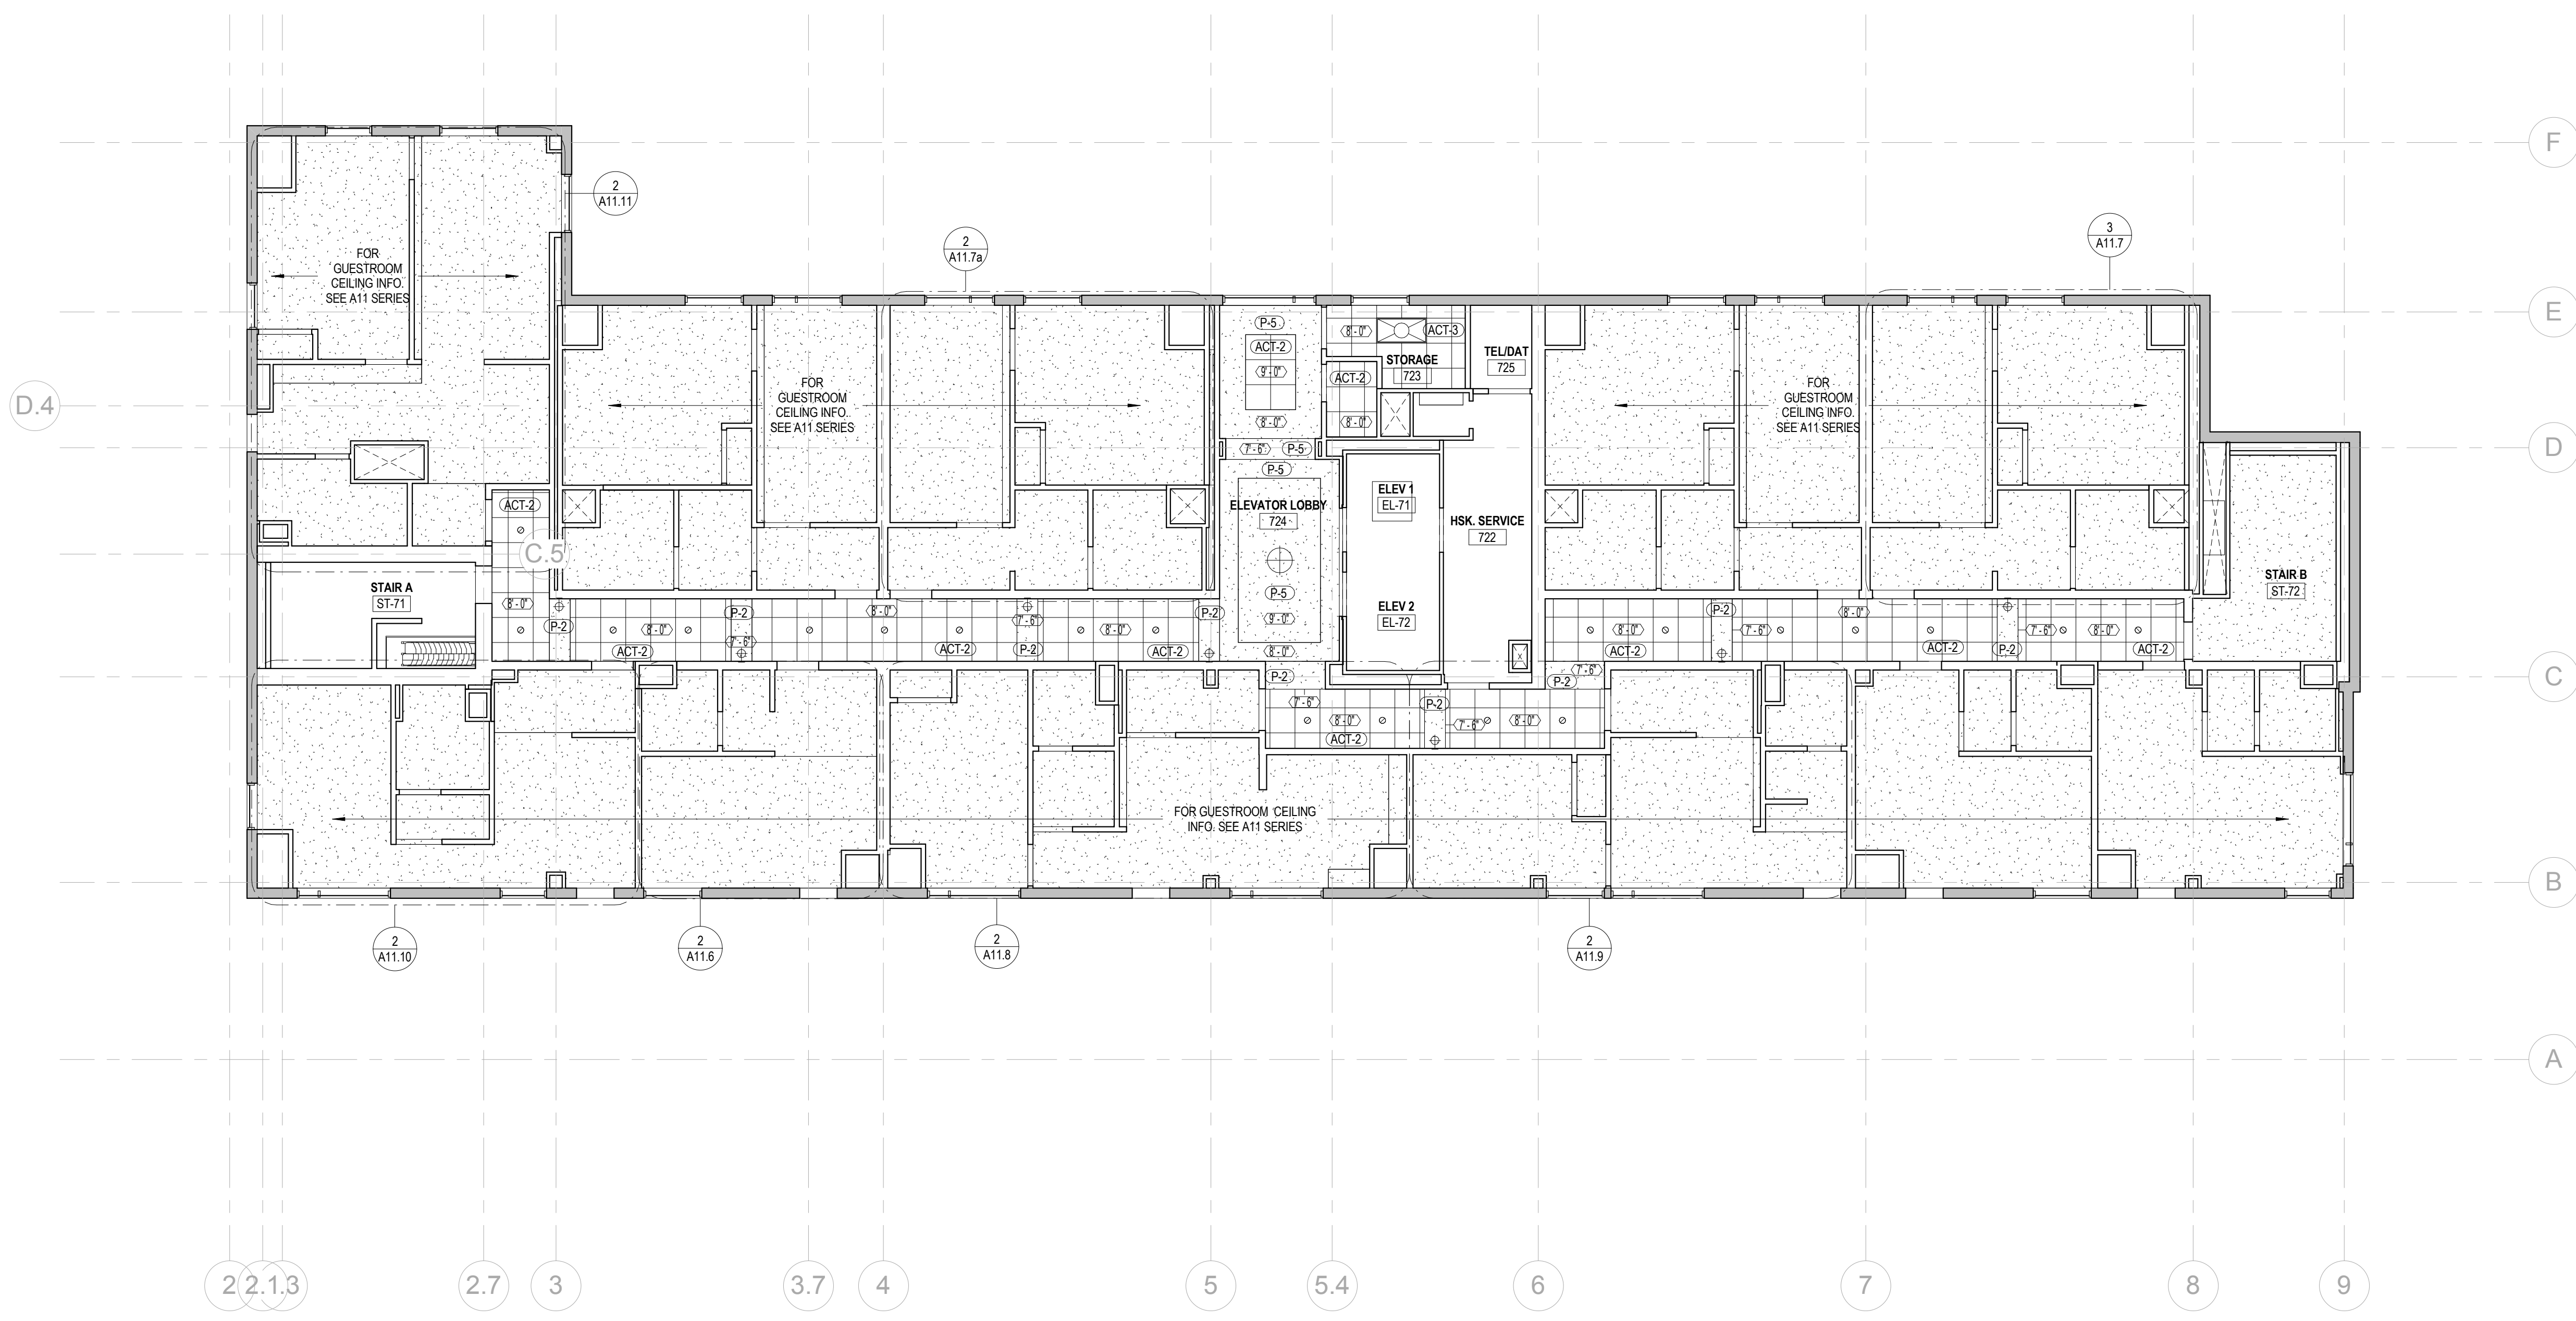 F
2
A11.11
3
A11.7
2
A11.7a
FOR
GUESTROOM
CEILING INFO.
SEE A11 SERIES
E
P-5
8' - 0"
ACT-3
ACT-2
STORAGE
723
TEL/DAT
725
9' - 0"
ACT-2
FOR
GUESTROOM
CEILING INFO.
SEE A11 SERIES
FOR
GUESTROOM
CEILING INFO.
SEE A11 SERIES
D.4
8' - 0"
8' - 0"
7' - 6"
P-5
D
P-5
ACT-2
ELEVATOR LOBBY
724
ELEV 1
EL-71
HSK. SERVICE
722
C.5
STAIR A
ST-71
STAIR B
ST-72
P-5
8' - 0"
P-2
8' - 0"
P-2
7' - 6"
P-2
9' - 0"
ELEV 2
EL-72
P-2
8' - 0"
P-2
8' - 0"
7' - 6"
8' - 0"
8' - 0"
7' - 6"
7' - 6"
8' - 0"
ACT-2
ACT-2
P-2
ACT-2
8' - 0"
ACT-2
ACT-2
P-2
ACT-2
P-2
P-2
7' - 6"
C
7' - 6"
P-2
8' - 0"
7' - 6"
8' - 0"
ACT-2
FOR GUESTROOM CEILING
INFO. SEE A11 SERIES
B
2
A11.10
2
A11.6
2
A11.8
2
A11.9
A
2
2.1
.3
2.7
3
3.7
4
5
5.4
6
7
8
9